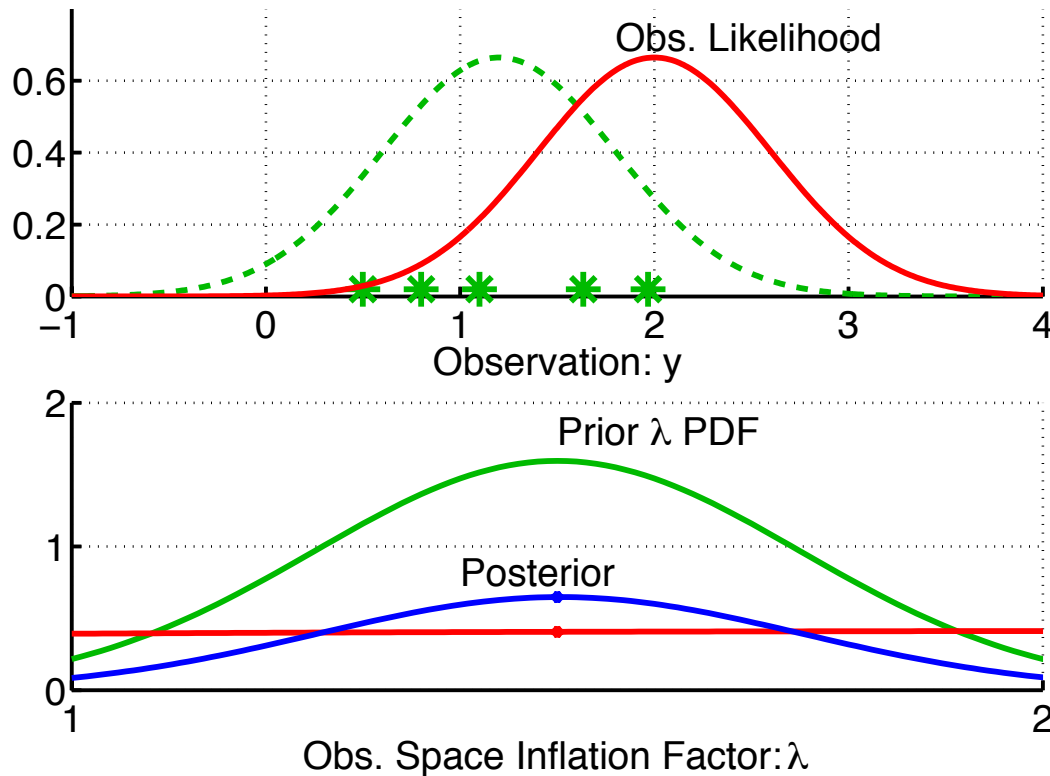 Obs. Likelihood
0.6
0.4
0.2
0
−1 0 1 2 3 4
Observation: y
2
Prior λ PDF
1
Posterior
0
1 2
Obs. Space Inflation Factor: λ